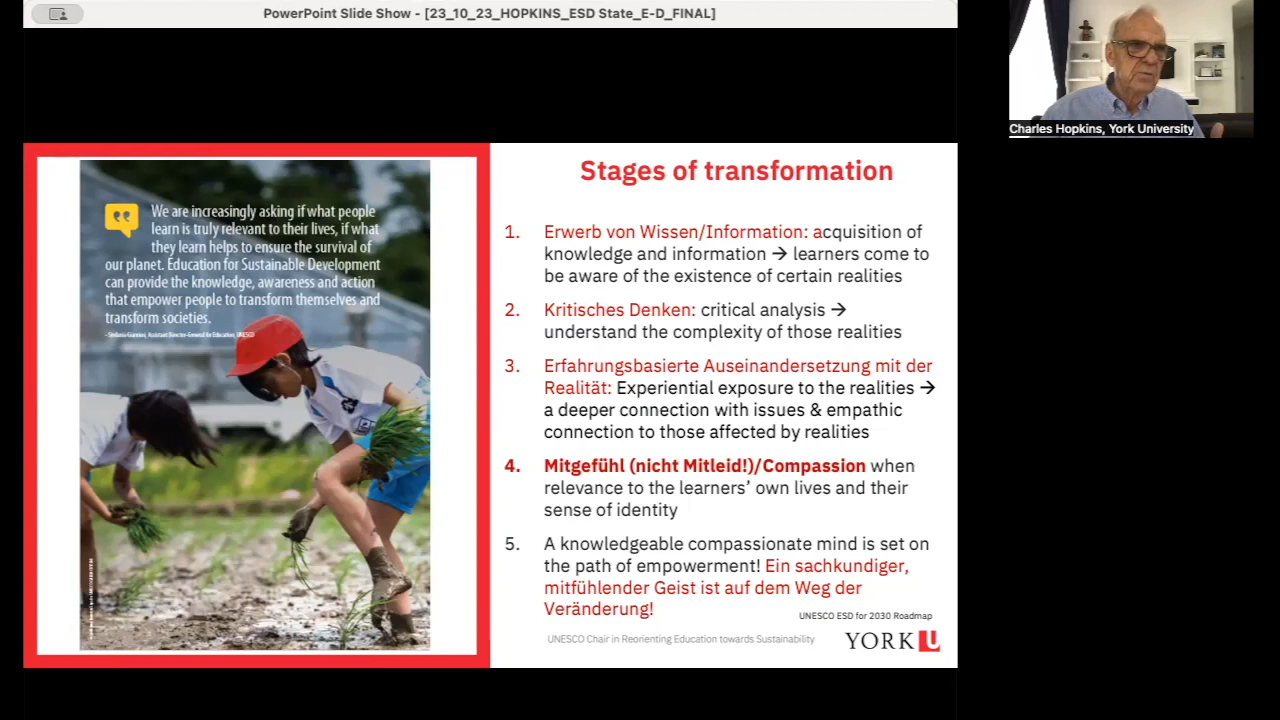 PowerPoint Slide Show - [23_10_23_HOPKINS_ESD State_E-D_FINAL]
Charles Hopkins, York University
We are increasingly asking if what people
learn is truly relevant to their lives, if what
they learn helps to ensure the survival of
our planet. Education for Sustainable Development
can provide the knowledge, awareness and action
that empower people to transform themselves and
transform societies.
- Stefania Giannini, Assistant Director-General for Education, UNESCO
Stages of transformation
1. Erwerb von Wissen/Information: acquisition of
knowledge and information → learners come to
be aware of the existence of certain realities
2. Kritisches Denken: critical analysis →
understand the complexity of those realities
3. Erfahrungsbasierte Auseinandersetzung mit der
Realität: Experiential exposure to the realities →
a deeper connection with issues & empathic
connection to those affected by realities
4. Mitgefühl (nicht Mitleid!)/Compassion when
relevance to the learners’ own lives and their
sense of identity
5. A knowledgeable compassionate mind is set on
the path of empowerment! Ein sachkundiger,
mitfühlender Geist ist auf dem Weg der
Veränderung!
UNESCO ESD for 2030 Roadmap
UNESCO Chair in Reorienting Education towards Sustainability
YORK U